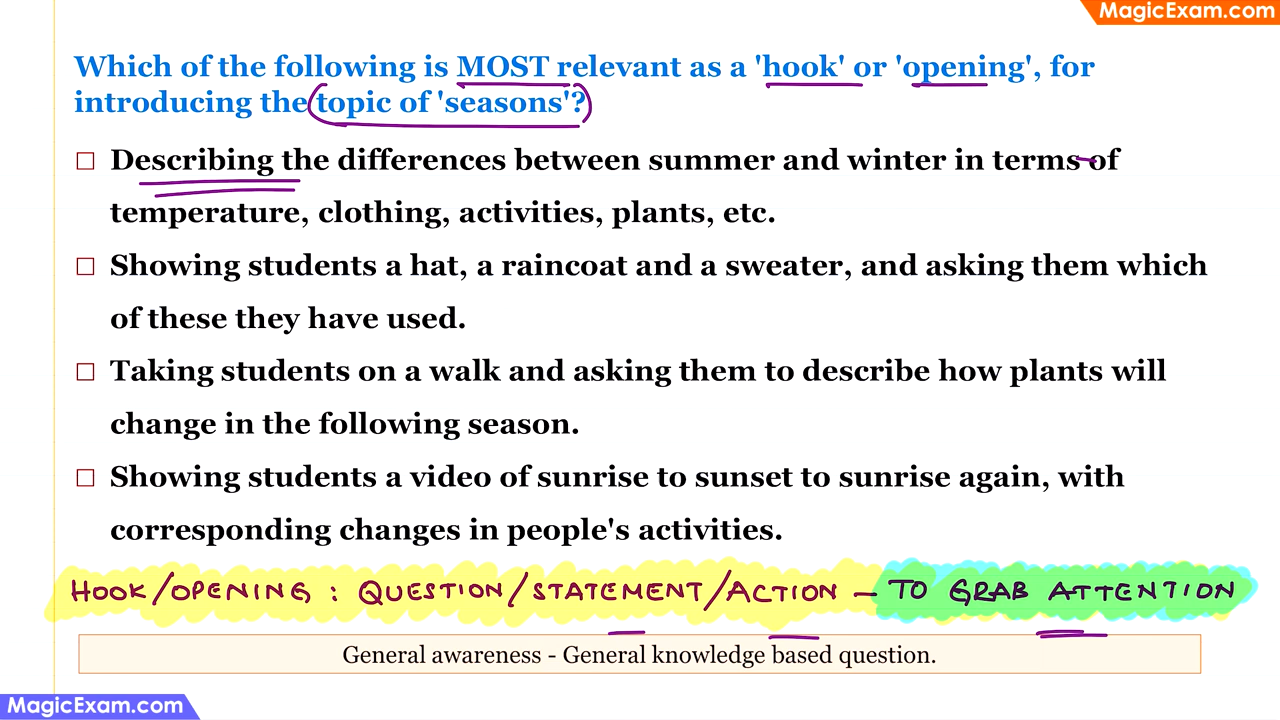 MagicExam.com
Which of the following is MOST relevant as a 'hook' or 'opening', for
introducing the topic of 'seasons'?
□ Describing the differences between summer and winter in terms of
temperature, clothing, activities, plants, etc.
□ Showing students a hat, a raincoat and a sweater, and asking them which
of these they have used.
□ Taking students on a walk and asking them to describe how plants will
change in the following season.
□ Showing students a video of sunrise to sunset to sunrise again, with
corresponding changes in people's activities.
HOOK/OPENING : QUESTION/STATEMENT/ACTION – TO GRAB ATTENTION
General awareness - General knowledge based question.
MagicExam.com